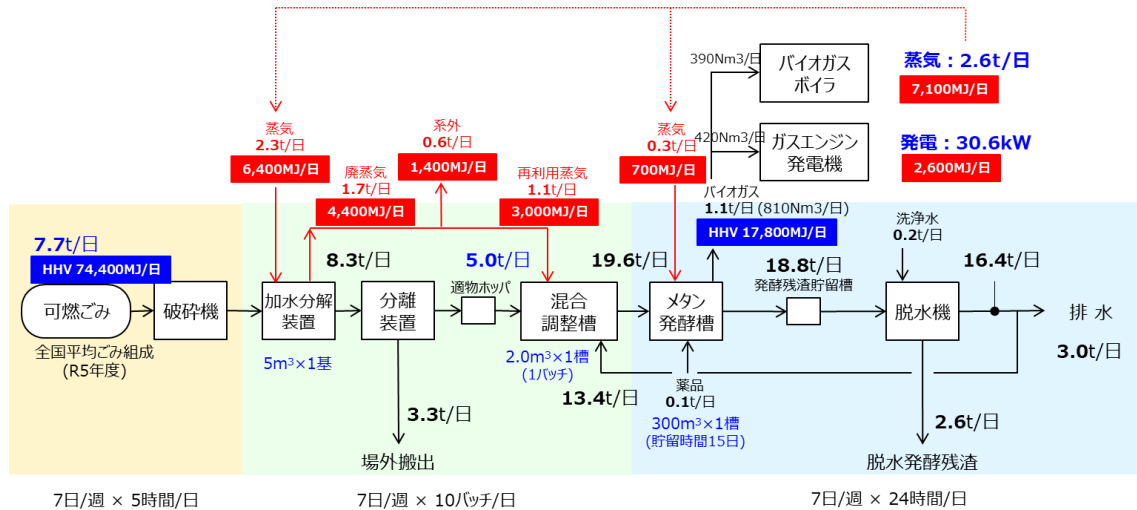 390Nm3/日
バイオガス
ボイラ
蒸気：2.6t/日
7,100MJ/日
420Nm3/日
ガスエンジン
発電機
発電：30.6kW
2,600MJ/日
蒸気
2.3t/日
6,400MJ/日
廃蒸気
1.7t/日
4,400MJ/日
系外
0.6t/日
1,400MJ/日
再利用蒸気
1.1t/日
3,000MJ/日
蒸気
0.3t/日
700MJ/日
バイオガス
1.1t/日 (810Nm3/日)
HHV 17,800MJ/日
洗浄水
0.2t/日
7.7t/日
HHV 74,400MJ/日
可燃ごみ
全国平均ごみ組成
(R5年度)
破砕機
加水分解
装置
5m³×1基
8.3t/日
分離
装置
5.0t/日
適物ホッパ
混合
調整槽
2.0m³×1槽
(1バッチ)
19.6t/日
メタン
発酵槽
18.8t/日
発酵残渣貯留槽
脱水機
16.4t/日
排 水
3.0t/日
3.3t/日
場外搬出
13.4t/日
薬品
0.1t/日
300m³×1槽
(貯留時間15日)
2.6t/日
脱水発酵残渣
7日/週 × 5時間/日
7日/週 × 10バッチ/日
7日/週 × 24時間/日